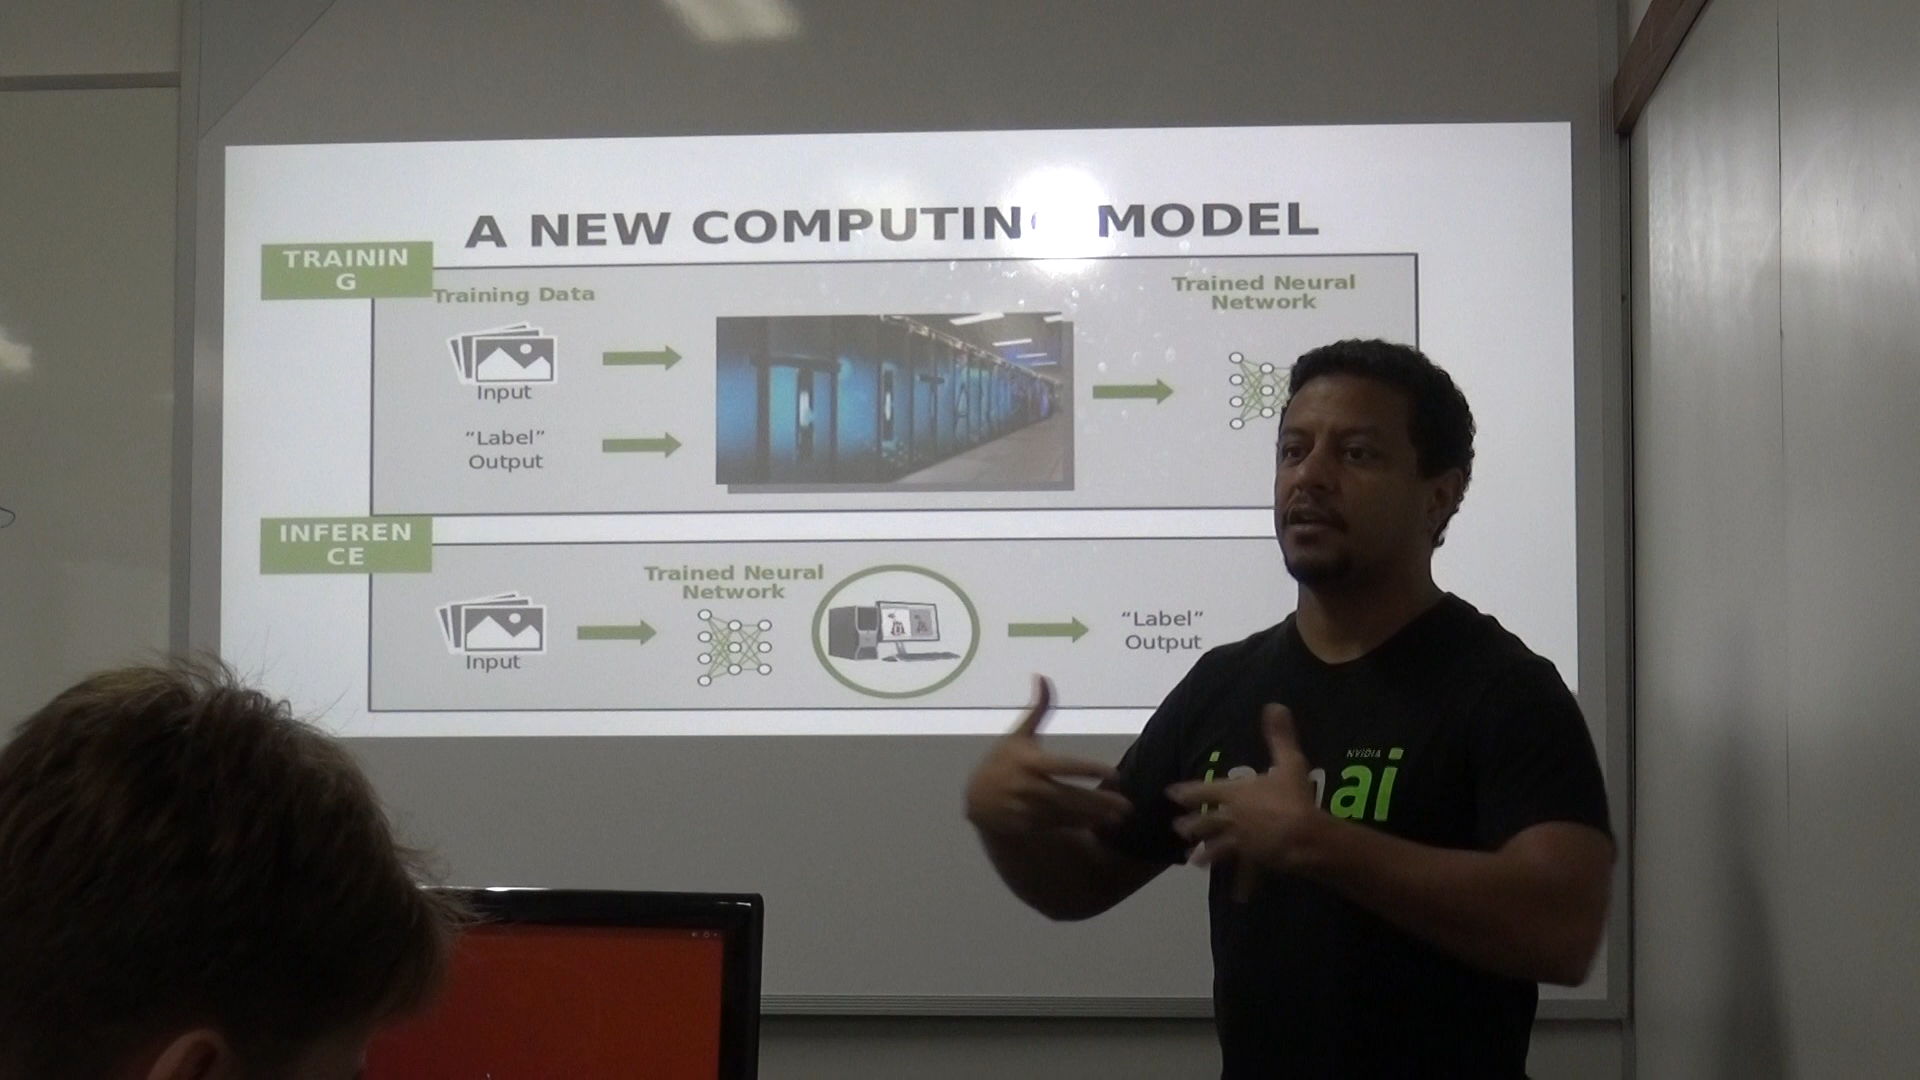 A NEW COMPUTIN MODEL
TRAININ
G
Training Data
Input
“Label”
Output
Trained Neural
Network
INFEREN
CE
Input
Trained Neural
Network
“Label”
Output
NVIDIA
ai